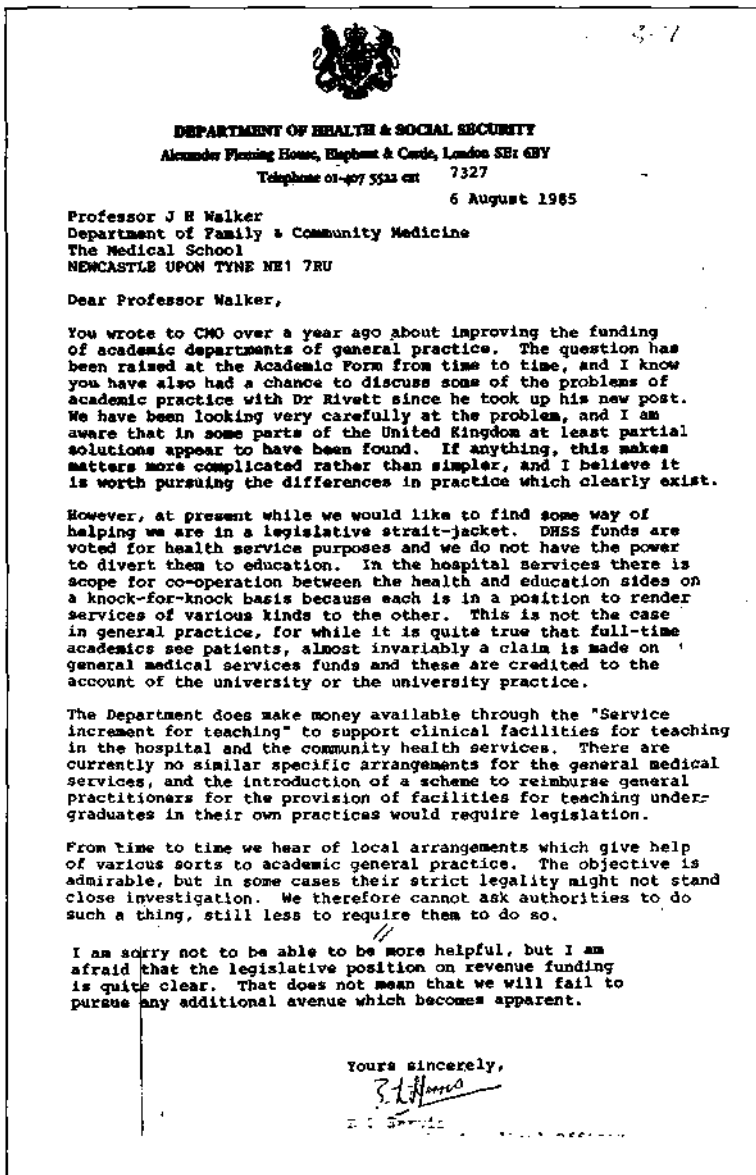 DEPARTMENT OF HEALTH & SOCIAL SECURITY
Alexander Fleming House, Elephant & Castle, London SE1 6BY
Telephone 01-407 5522 ext 7327
6 August 1985
Professor J H Walker
Department of Family & Community Medicine
The Medical School
NEWCASTLE UPON TYNE NE1 7RU
Dear Professor Walker,
You wrote to CMO over a year ago about improving the funding
of academic departments of general practice. The question has
been raised at the Academic Form from time to time, and I know
you have also had a chance to discuss some of the problems of
academic practice with Dr Rivett since he took up his new post.
We have been looking very carefully at the problem, and I am
aware that in some parts of the United Kingdom at least partial
solutions appear to have been found. If anything, this makes
matters more complicated rather than simpler, and I believe it
is worth pursuing the differences in practice which clearly exist.
However, at present while we would like to find some way of
helping we are in a legislative strait-jacket. DHSS funds are
voted for health service purposes and we do not have the power
to divert them to education. In the hospital services there is
scope for co-operation between the health and education sides on
a knock-for-knock basis because each is in a position to render
services of various kinds to the other. This is not the case
in general practice, for while it is quite true that full-time
academics see patients, almost invariably a claim is made on
general medical services funds and these are credited to the
account of the university or the university practice.
The Department does make money available through the "Service
increment for teaching" to support clinical facilities for teaching
in the hospital and the community health services. There are
currently no similar specific arrangements for the general medical
services, and the introduction of a scheme to reimburse general
practitioners for the provision of facilities for teaching under-
graduates in their own practices would require legislation.
From time to time we hear of local arrangements which give help
of various sorts to academic general practice. The objective is
admirable, but in some cases their strict legality might not stand
close investigation. We therefore cannot ask authorities to do
such a thing, still less to require them to do so.
I am sorry not to be able to be more helpful, but I am
afraid that the legislative position on revenue funding
is quite clear. That does not mean that we will fail to
pursue any additional avenue which becomes apparent.
Yours sincerely,